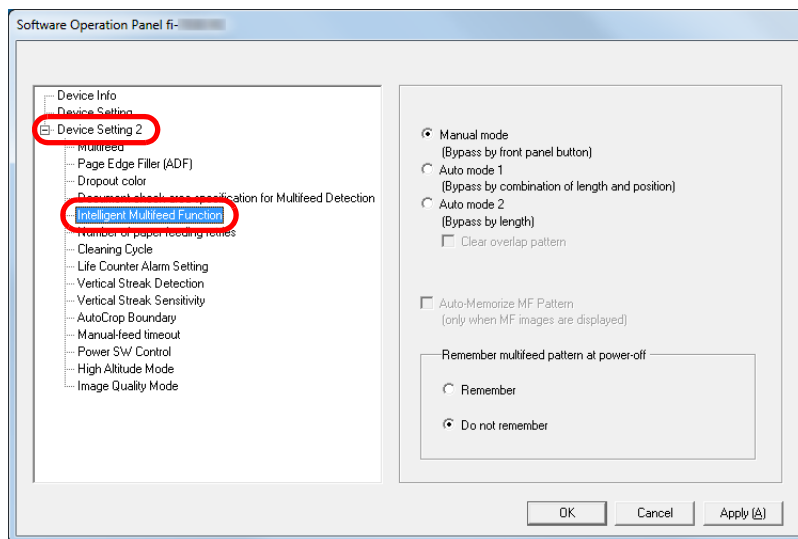 Software Operation Panel fi-
Device Info
Device Setting
Device Setting 2
Multifeed
Page Edge Filler (ADF)
Dropout color
Document check area specification for Multifeed Detection
Intelligent Multifeed Function
Number of paper feeding retries
Cleaning Cycle
Life Counter Alarm Setting
Vertical Streak Detection
Vertical Streak Sensitivity
AutoCrop Boundary
Manual-feed timeout
Power SW Control
High Altitude Mode
Image Quality Mode
Manual mode
(Bypass by front panel button)
Auto mode 1
(Bypass by combination of length and position)
Auto mode 2
(Bypass by length)
Clear overlap pattern
Auto-Memorize MF Pattern
(only when MF images are displayed)
Remember multifeed pattern at power-off
Remember
Do not remember
OK
Cancel
Apply (A)